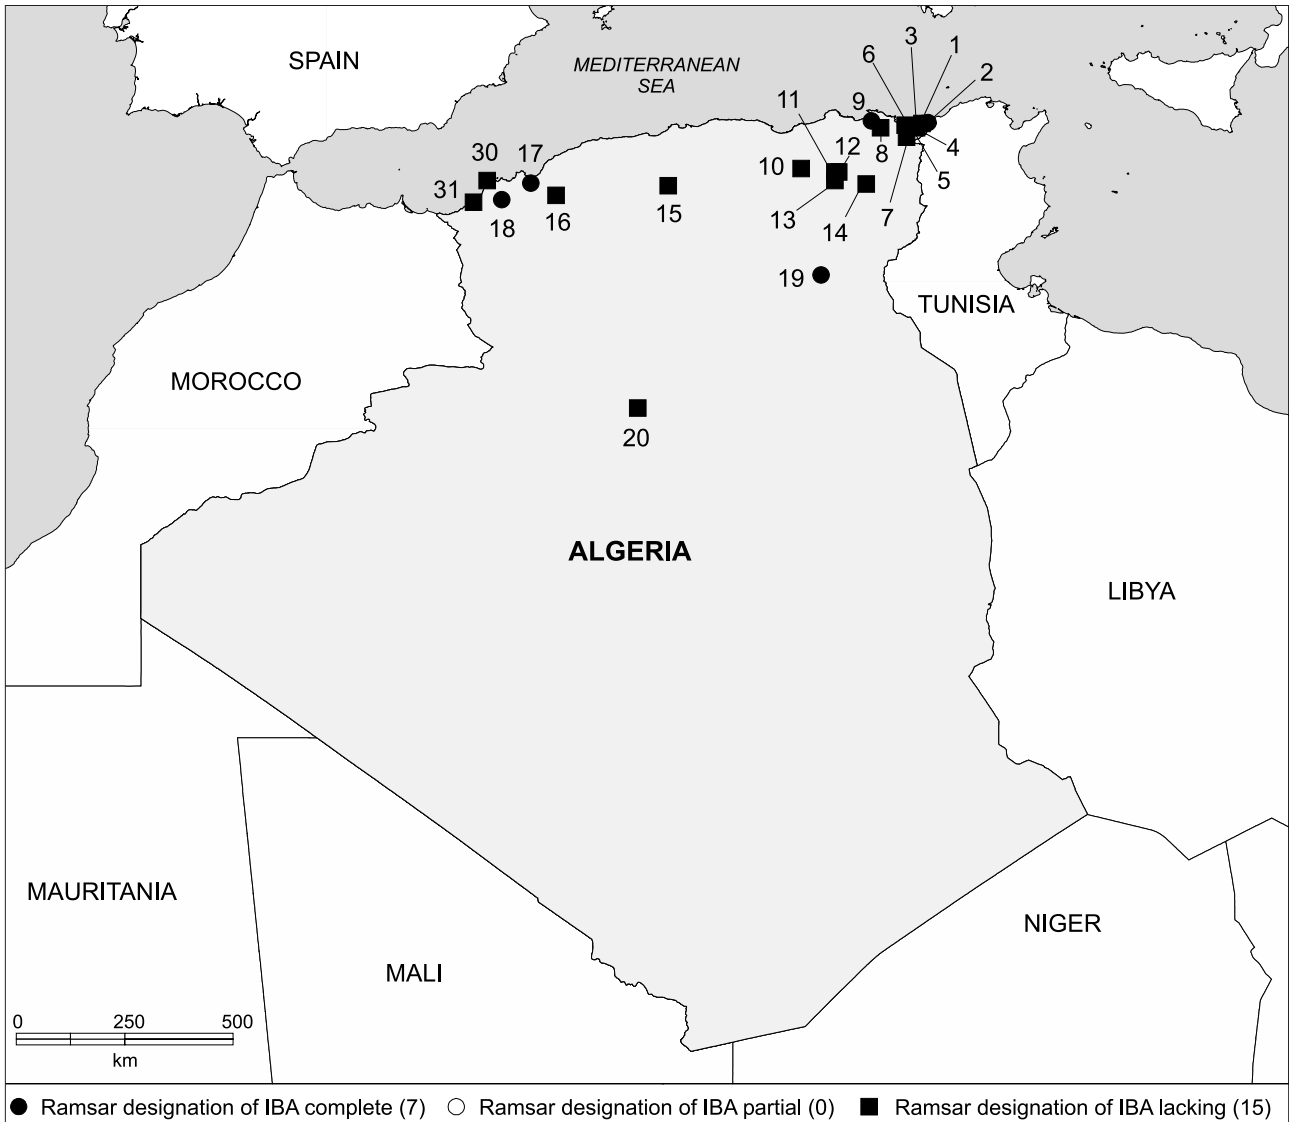 SPAIN
MEDITERRANEAN
SEA
3
1
6
2
9
11
12
8
4
10
5
30
17
31
13
7
18
16
15
14
19
TUNISIA
MOROCCO
20
ALGERIA
LIBYA
MAURITANIA
NIGER
MALI
0 250 500
km
Ramsar designation of IBA complete (7) Ramsar designation of IBA partial (0) Ramsar designation of IBA lacking (15)